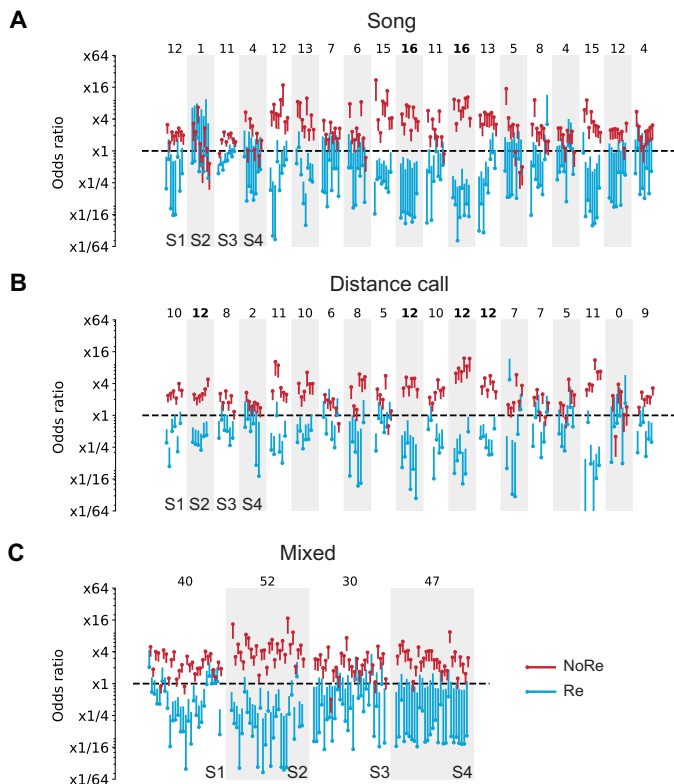 A
Song
12 1 11 4 12 13 7 6 15 16 11 16 13 5 8 4 15 12 4
x64
x16
x4
x1
x1/4
x1/16
x1/64
Odds ratio
S1 S2 S3 S4
B
Distance call
10 12 8 2 11 10 6 8 5 12 10 12 12 7 7 5 11 0 9
x64
x16
x4
x1
x1/4
x1/16
x1/64
Odds ratio
S1 S2 S3 S4
C
Mixed
40 52 30 47
x64
x16
x4
x1
x1/4
x1/16
x1/64
Odds ratio
S1 S2 S3 S4
NoRe
Re